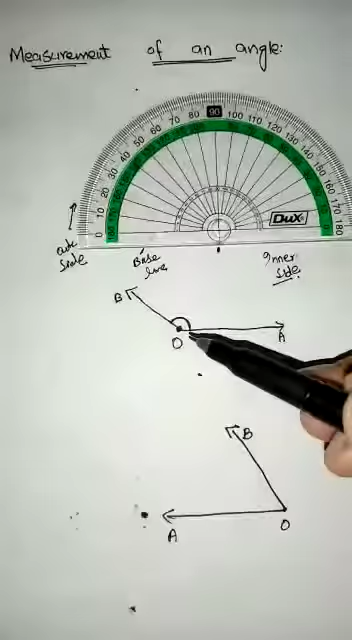 Measurement of an angle:
0 10 20 30 40 50 60 70 80 90 100 110 120 130 140 150 160 170 180
Dux
outer side
Base line
Inner side
B
O
A
B
A
O